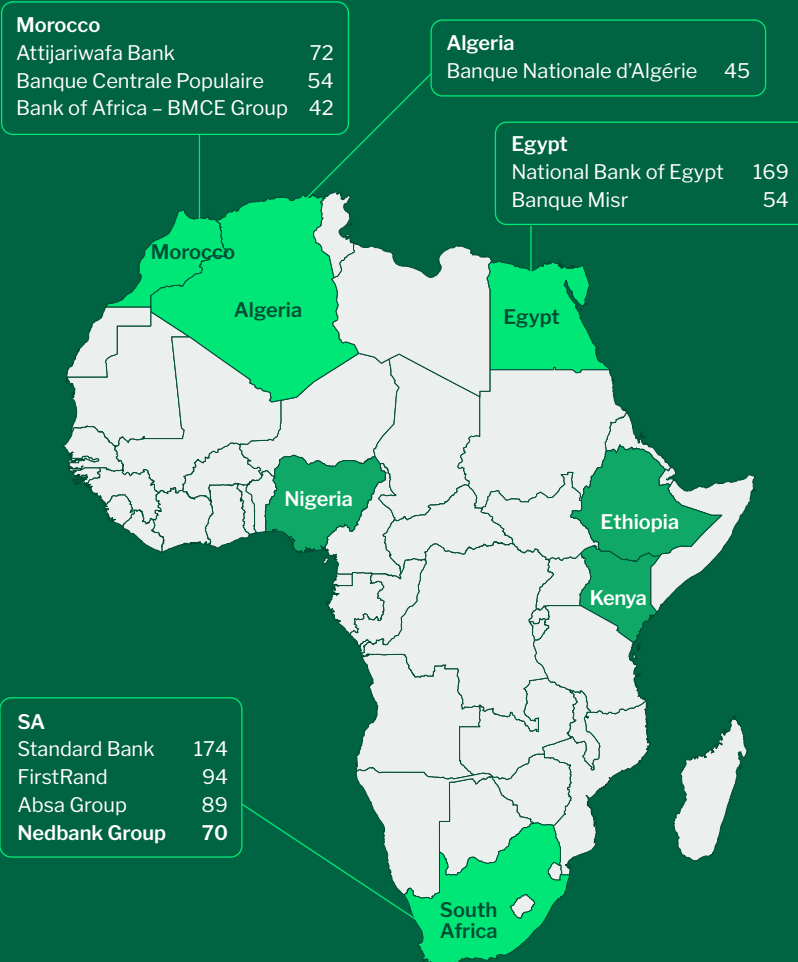 Morocco
Attijariwafa Bank 72
Banque Centrale Populaire 54
Bank of Africa – BMCE Group 42
Algeria
Banque Nationale d’Algérie 45
Egypt
National Bank of Egypt 169
Banque Misr 54
Morocco
Algeria
Egypt
Nigeria
Ethiopia
Kenya
SA
Standard Bank 174
FirstRand 94
Absa Group 89
Nedbank Group 70
South
Africa